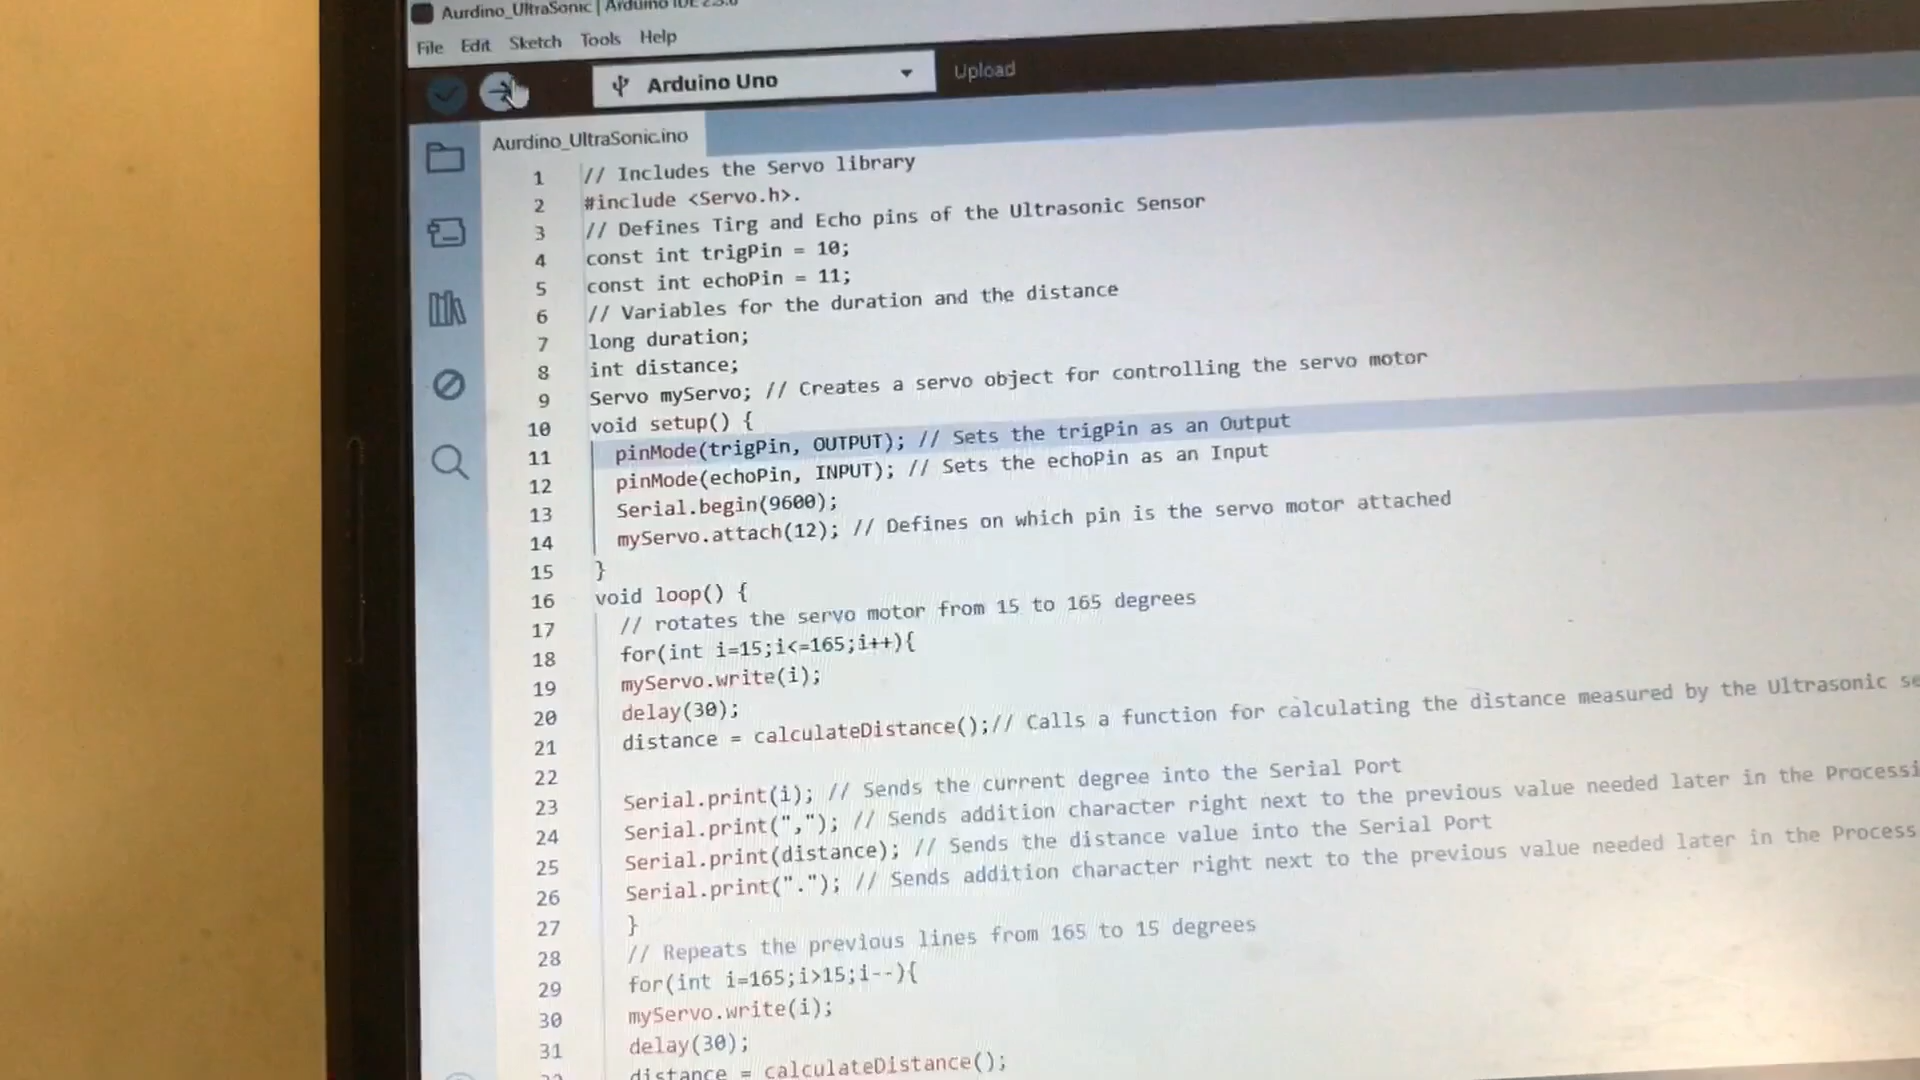 Aurdino_UltraSonic | Arduino IDE 2.3.6
File Edit Sketch Tools Help
Arduino Uno
Upload
Aurdino_UltraSonic.ino
1 // Includes the Servo library
2 #include <Servo.h>.
3 // Defines Tirg and Echo pins of the Ultrasonic Sensor
4 const int trigPin = 10;
5 const int echoPin = 11;
6 // Variables for the duration and the distance
7 long duration;
8 int distance;
9 Servo myServo; // Creates a servo object for controlling the servo motor
10 void setup() {
11 pinMode(trigPin, OUTPUT); // Sets the trigPin as an Output
12 pinMode(echoPin, INPUT); // Sets the echoPin as an Input
13 Serial.begin(9600);
14 myServo.attach(12); // Defines on which pin is the servo motor attached
15 }
16 void loop() {
17 // rotates the servo motor from 15 to 165 degrees
18 for(int i=15;i<=165;i++){
19 myServo.write(i);
20 delay(30);
21 distance = calculateDistance();// Calls a function for calculating the distance measured by the Ultrasonic se
22
23 Serial.print(i); // Sends the current degree into the Serial Port
24 Serial.print(","); // Sends addition character right next to the previous value needed later in the Processi
25 Serial.print(distance); // Sends the distance value into the Serial Port
26 Serial.print("."); // Sends addition character right next to the previous value needed later in the Process
27 }
28 // Repeats the previous lines from 165 to 15 degrees
29 for(int i=165;i>15;i--){
30 myServo.write(i);
31 delay(30);
distance = calculateDistance();